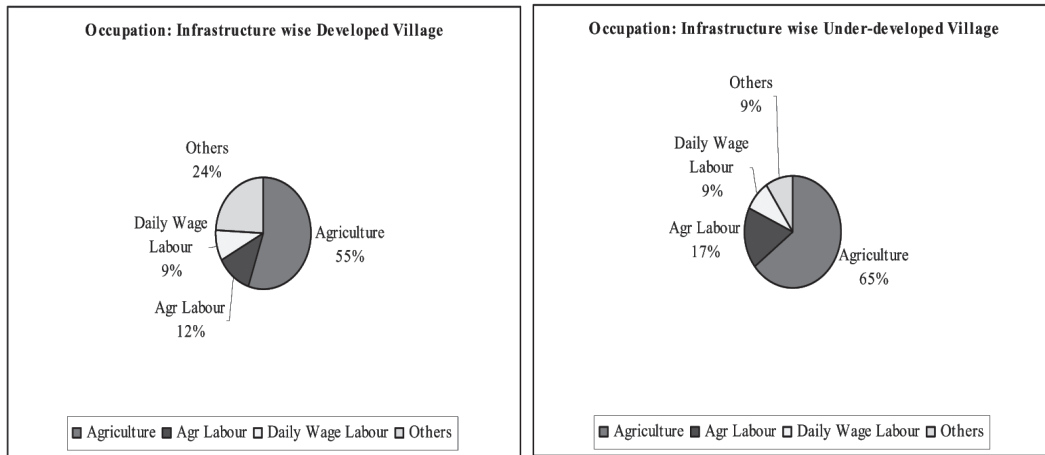 Occupation: Infrastructure wise Developed Village
Others
24%
Daily Wage
Labour
9%
Agriculture
55%
Agr Labour
12%
Agriculture Agr Labour Daily Wage Labour Others
Occupation: Infrastructure wise Under-developed Village
Others
9%
Daily Wage
Labour
9%
Agr Labour
17%
Agriculture
65%
Agriculture Agr Labour Daily Wage Labour Others